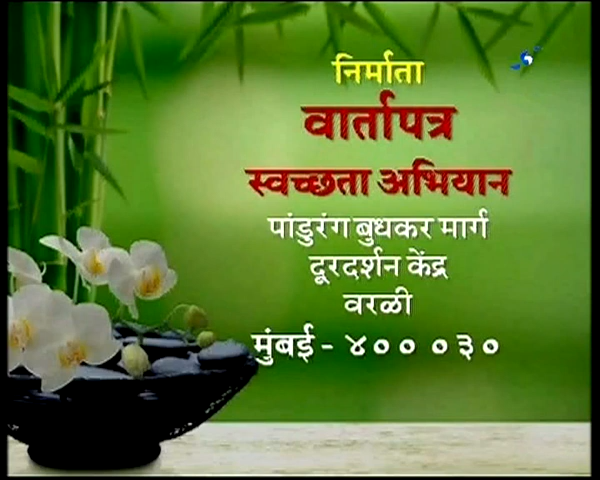 निर्माता
वार्तापत्र
स्वच्छता अभियान
पांडुरंग बुधकर मार्ग
दूरदर्शन केंद्र
वरळी
मुंबई - ४०० ०३०